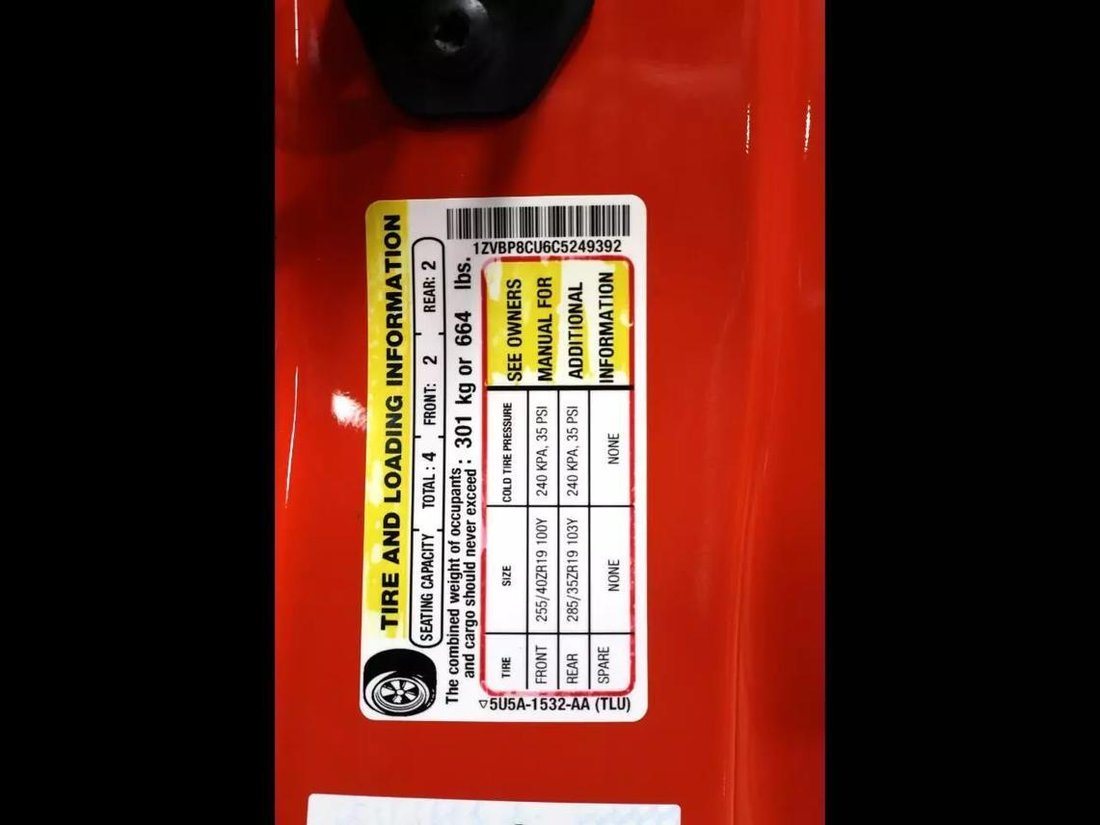 TIRE AND LOADING INFORMATION
SEATING CAPACITY TOTAL : 4 FRONT: 2 REAR: 2
The combined weight of occupants
and cargo should never exceed : 301 kg or 664 lbs.
1ZVBP8CU6C5249392
TIRE SIZE COLD TIRE PRESSURE
FRONT 255/40ZR19 100Y 240 KPA, 35 PSI
REAR 285/35ZR19 103Y 240 KPA, 35 PSI
SPARE NONE NONE
SEE OWNERS
MANUAL FOR
ADDITIONAL
INFORMATION
▽5U5A-1532-AA (TLU)